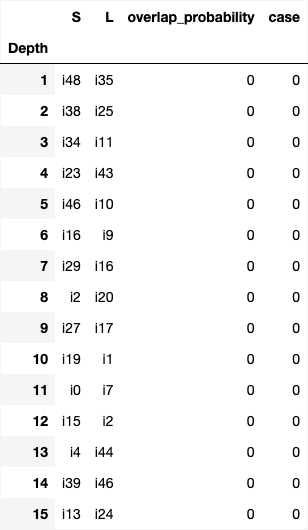 S L overlap_probability case
Depth
1 i48 i35 0 0
2 i38 i25 0 0
3 i34 i11 0 0
4 i23 i43 0 0
5 i46 i10 0 0
6 i16 i9 0 0
7 i29 i16 0 0
8 i2 i20 0 0
9 i27 i17 0 0
10 i19 i1 0 0
11 i0 i7 0 0
12 i15 i2 0 0
13 i4 i44 0 0
14 i39 i46 0 0
15 i13 i24 0 0